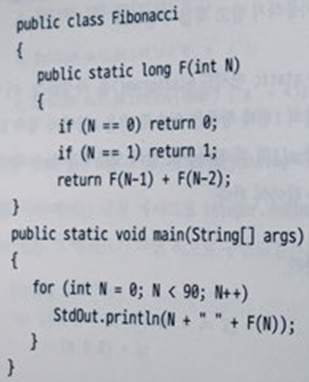 public class Fibonacci
{
public static long F(int N)
{
if (N == 0) return 0;
if (N == 1) return 1;
return F(N-1) + F(N-2);
}
public static void main(String[] args)
{
for (int N = 0; N < 90; N++)
StdOut.println(N + " " + F(N));
}
}